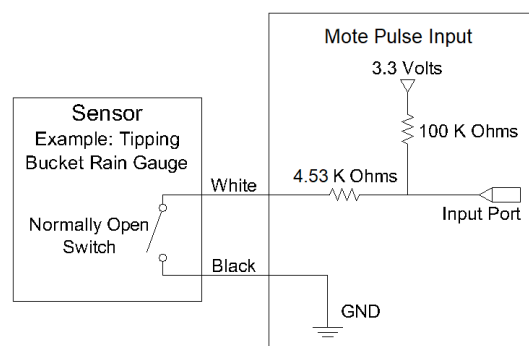 Mote Pulse Input
3.3 Volts
100 K Ohms
Sensor
Example: Tipping
Bucket Rain Gauge
White
4.53 K Ohms
Input Port
Normally Open
Switch
Black
GND